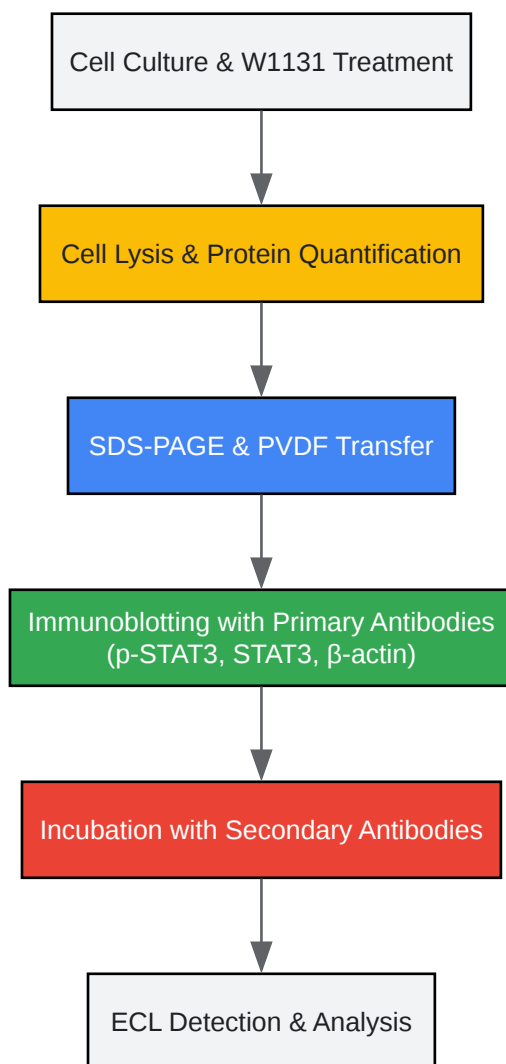 Cell Culture & W1131 Treatment
Cell Lysis & Protein Quantification
SDS-PAGE & PVDF Transfer
Immunoblotting with Primary Antibodies
(p-STAT3, STAT3, β-actin)
Incubation with Secondary Antibodies
ECL Detection & Analysis